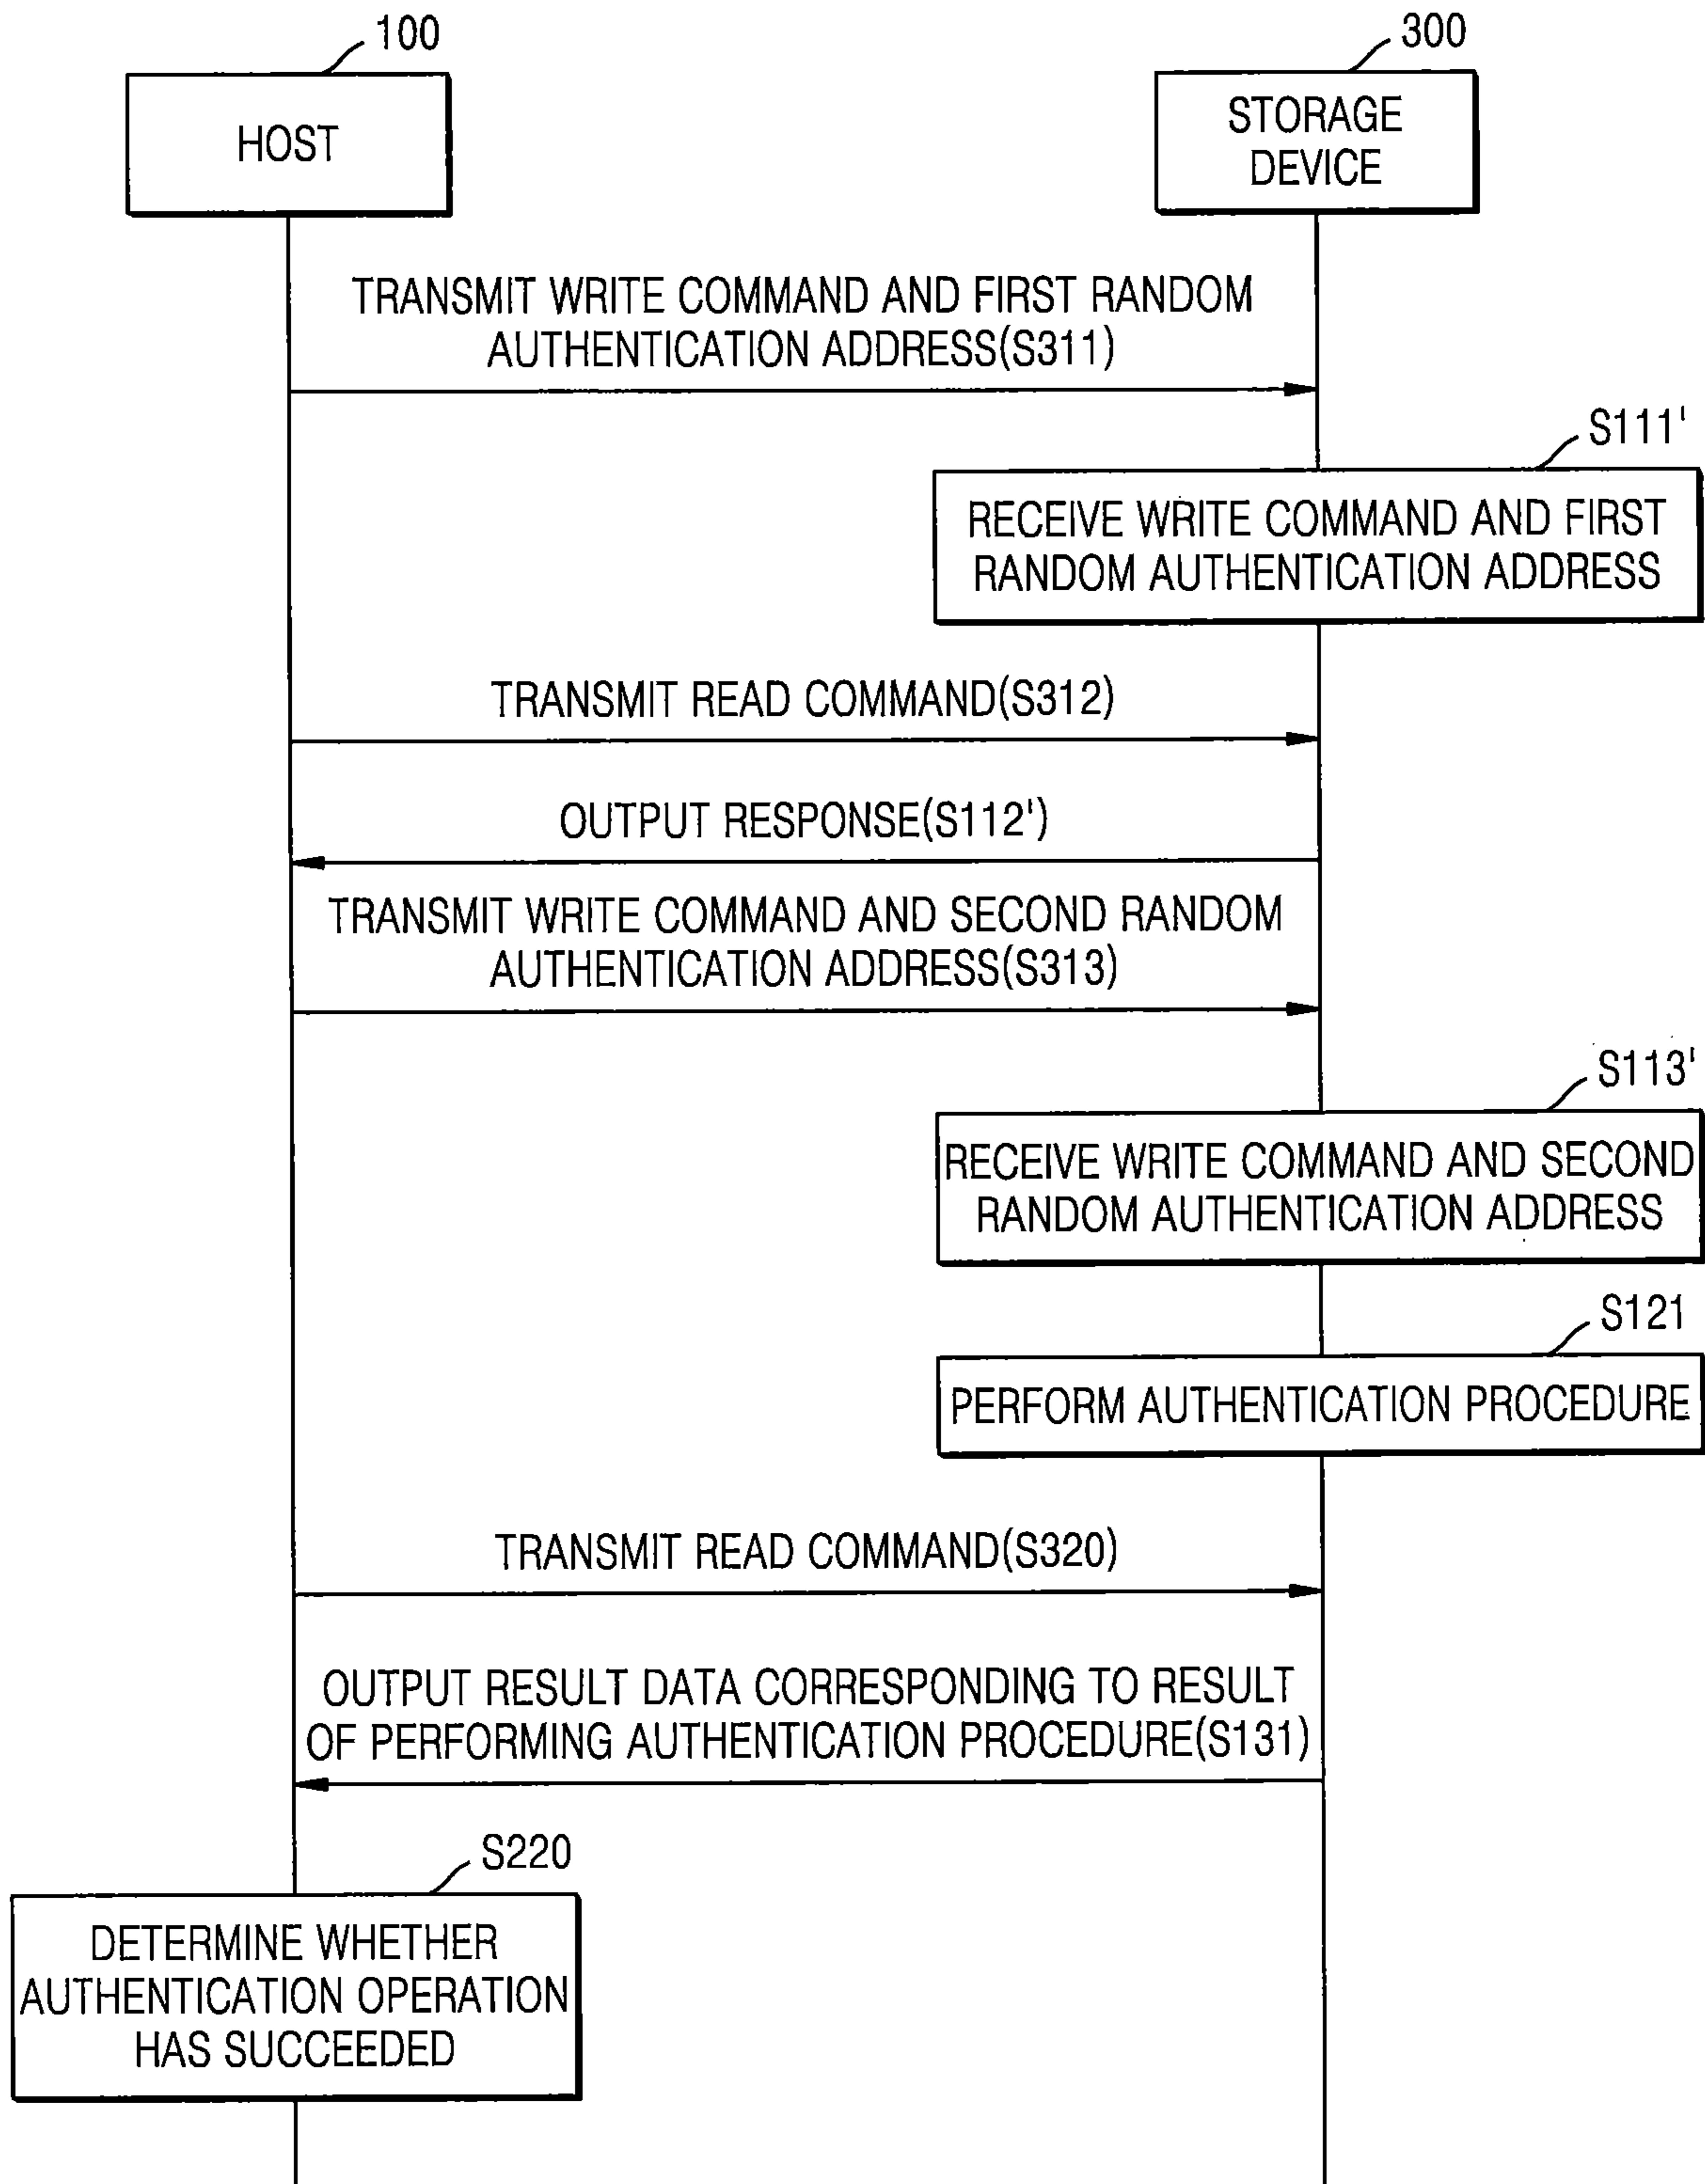 100
300
HOST
STORAGE
DEVICE
TRANSMIT WRITE COMMAND AND FIRST RANDOM
AUTHENTICATION ADDRESS(S311)
S111'
RECEIVE WRITE COMMAND AND FIRST
RANDOM AUTHENTICATION ADDRESS
TRANSMIT READ COMMAND(S312)
OUTPUT RESPONSE(S112')
TRANSMIT WRITE COMMAND AND SECOND RANDOM
AUTHENTICATION ADDRESS(S313)
S113'
RECEIVE WRITE COMMAND AND SECOND
RANDOM AUTHENTICATION ADDRESS
S121
PERFORM AUTHENTICATION PROCEDURE
TRANSMIT READ COMMAND(S320)
OUTPUT RESULT DATA CORRESPONDING TO RESULT
OF PERFORMING AUTHENTICATION PROCEDURE(S131)
S220
DETERMINE WHETHER
AUTHENTICATION OPERATION
HAS SUCCEEDED